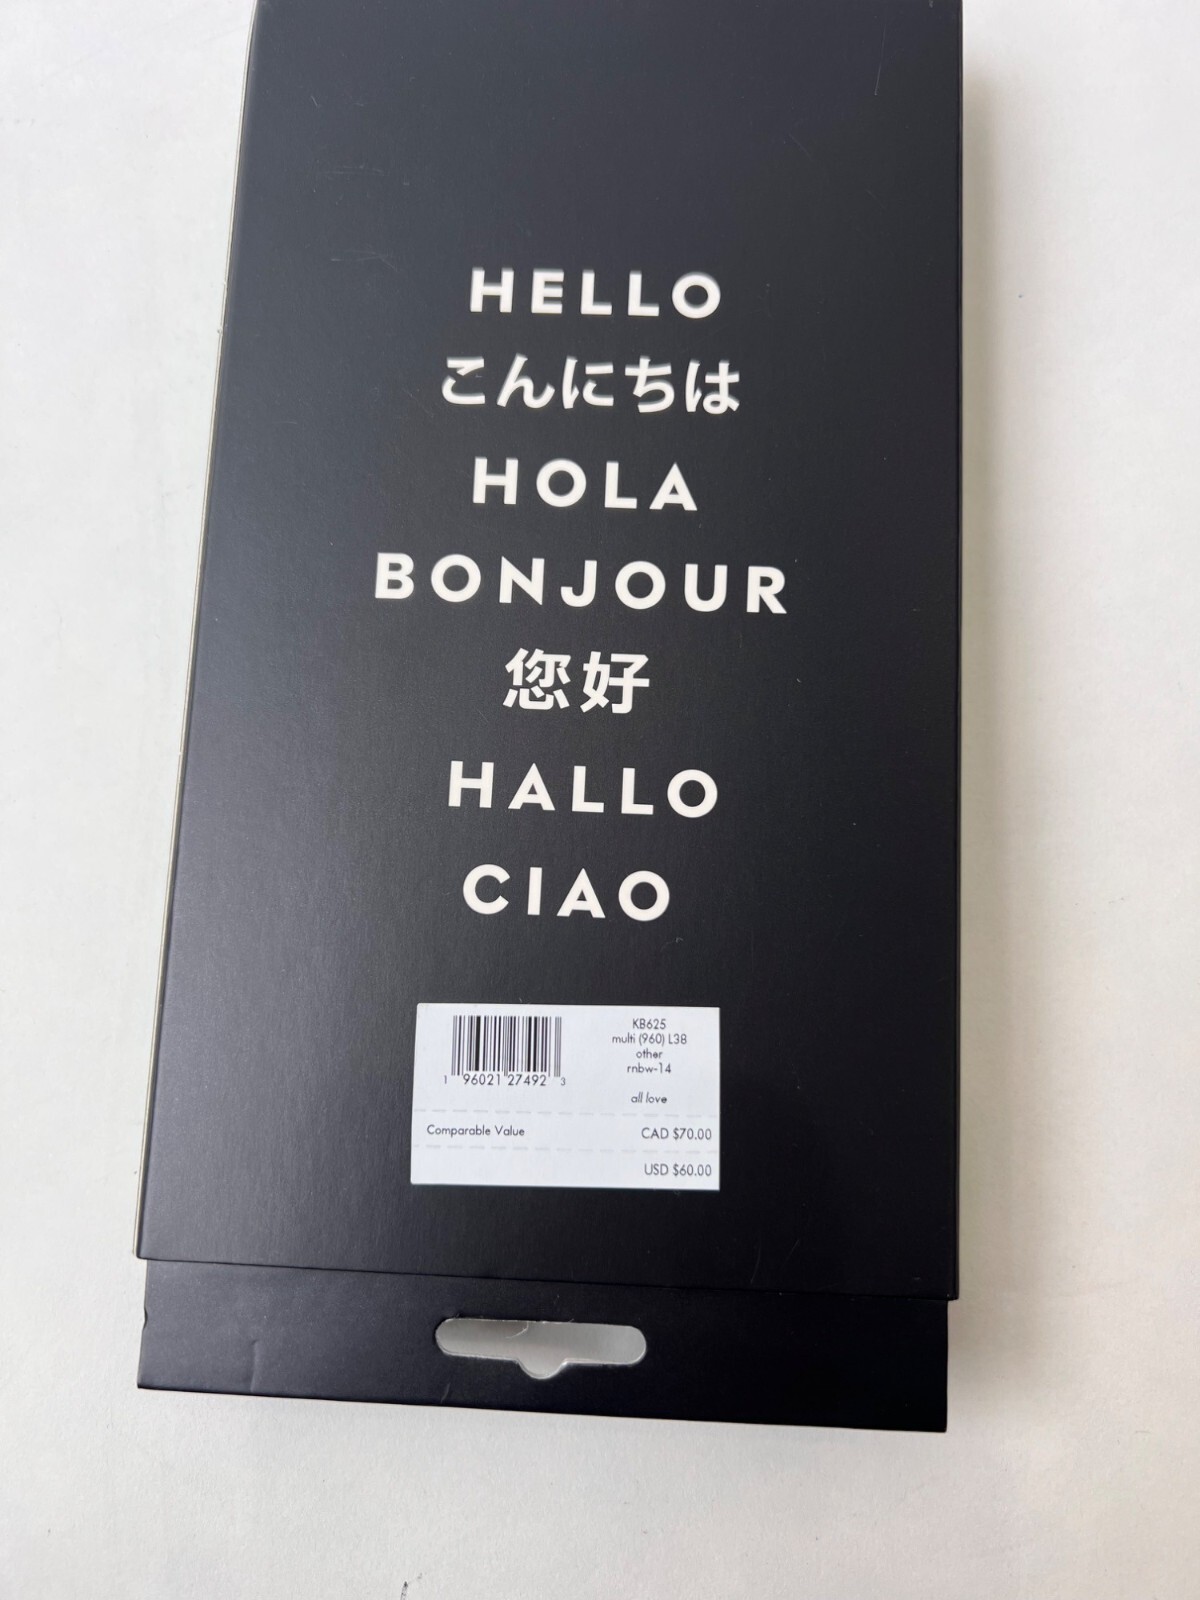 HELLO
こんにちは
HOLA
BONJOUR
您好
HALLO
CIAO
1 96021 27492 3
KB625
multi (960) L38
other
rnbw-14
all love
Comparable Value CAD $70.00
USD $60.00